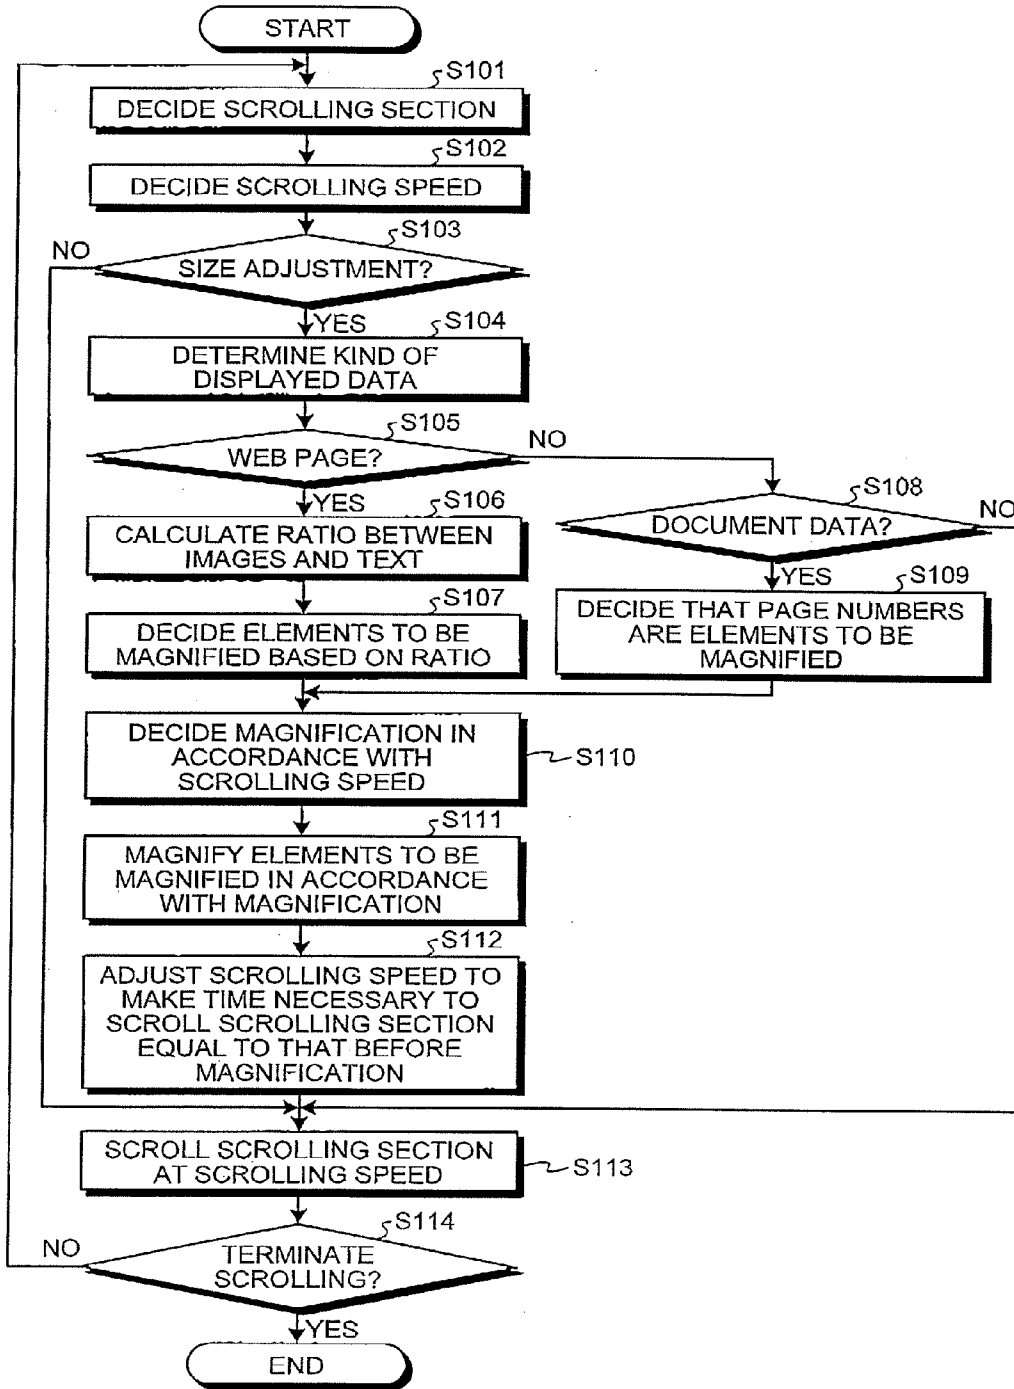 START
S101
DECIDE SCROLLING SECTION
S102
DECIDE SCROLLING SPEED
S103
NO
SIZE ADJUSTMENT?
YES
S104
DETERMINE KIND OF
DISPLAYED DATA
S105
NO
WEB PAGE?
YES
S106
CALCULATE RATIO BETWEEN
IMAGES AND TEXT
S107
DECIDE ELEMENTS TO BE
MAGNIFIED BASED ON RATIO
S108
NO
DOCUMENT DATA?
YES
S109
DECIDE THAT PAGE NUMBERS
ARE ELEMENTS TO BE
MAGNIFIED
DECIDE MAGNIFICATION IN
ACCORDANCE WITH
SCROLLING SPEED
S110
S111
MAGNIFY ELEMENTS TO BE
MAGNIFIED IN ACCORDANCE
WITH MAGNIFICATION
S112
ADJUST SCROLLING SPEED TO
MAKE TIME NECESSARY TO
SCROLL SCROLLING SECTION
EQUAL TO THAT BEFORE
MAGNIFICATION
SCROLL SCROLLING SECTION
AT SCROLLING SPEED
S113
S114
NO
TERMINATE
SCROLLING?
YES
END